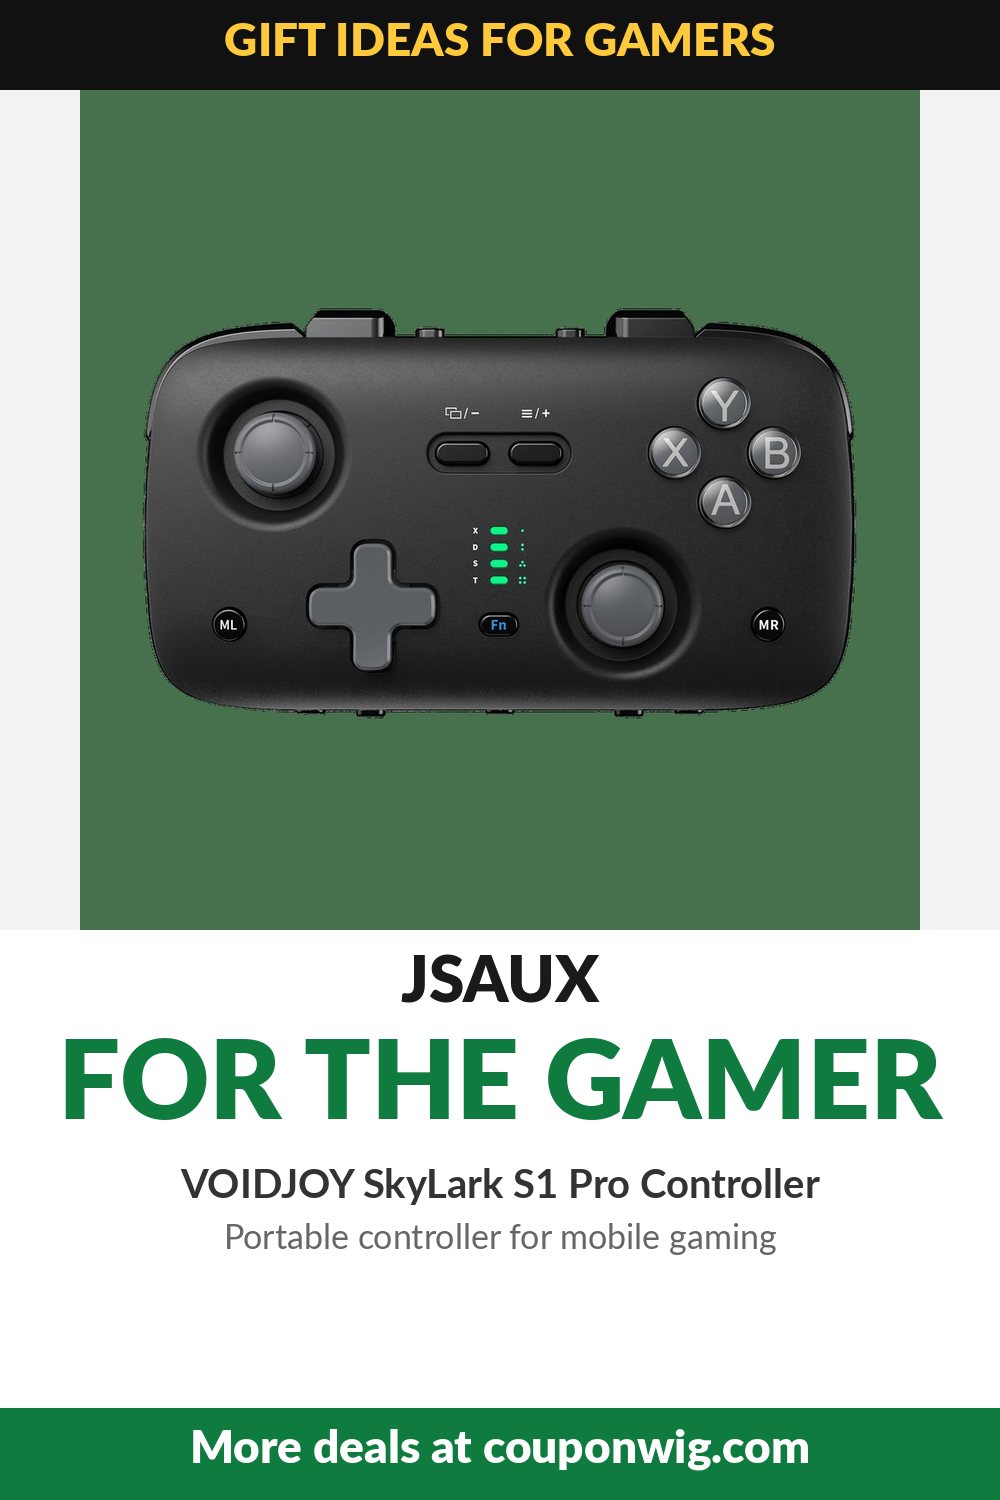 GIFT IDEAS FOR GAMERS
/ - / +
Y
X B
A
X
D
S
T
ML Fn MR
JSAUX
FOR THE GAMER
VOIDJOY SkyLark S1 Pro Controller
Portable controller for mobile gaming
More deals at couponwig.com